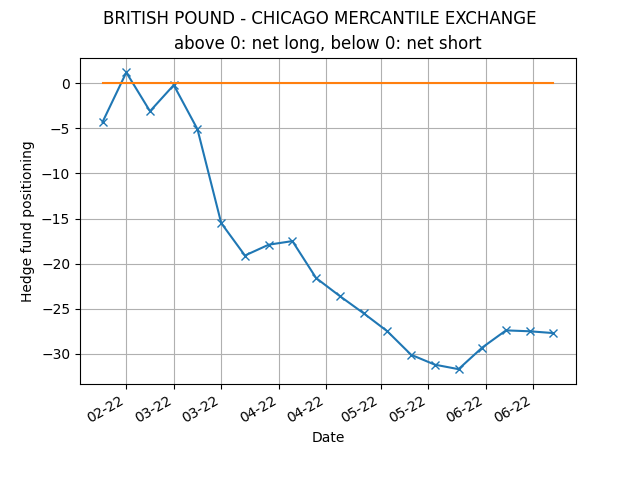 BRITISH POUND - CHICAGO MERCANTILE EXCHANGE
above 0: net long, below 0: net short
Hedge fund positioning
0
−5
−10
−15
−20
−25
−30
02-22 03-22 03-22 04-22 04-22 05-22 05-22 06-22 06-22
Date